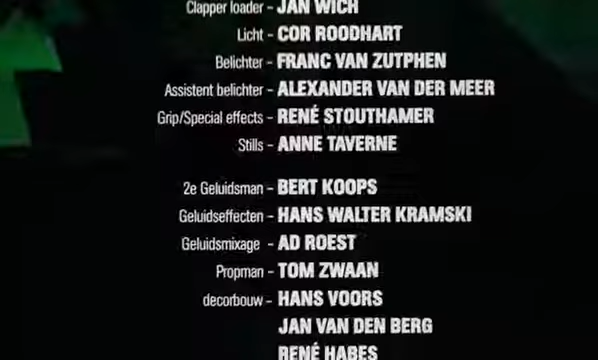 Clapper loader - JAN WICH
Licht - COR ROODHART
Belichter - FRANC VAN ZUTPHEN
Assistent belichter - ALEXANDER VAN DER MEER
Grip/Special effects - RENÉ STOUTHAMER
Stills - ANNE TAVERNE
2e Geluidsman - BERT KOOPS
Geluidseffecten - HANS WALTER KRAMSKI
Geluidsmixage - AD ROEST
Propman - TOM ZWAAN
decorbouw - HANS VOORS
JAN VAN DEN BERG
RENÉ HABES